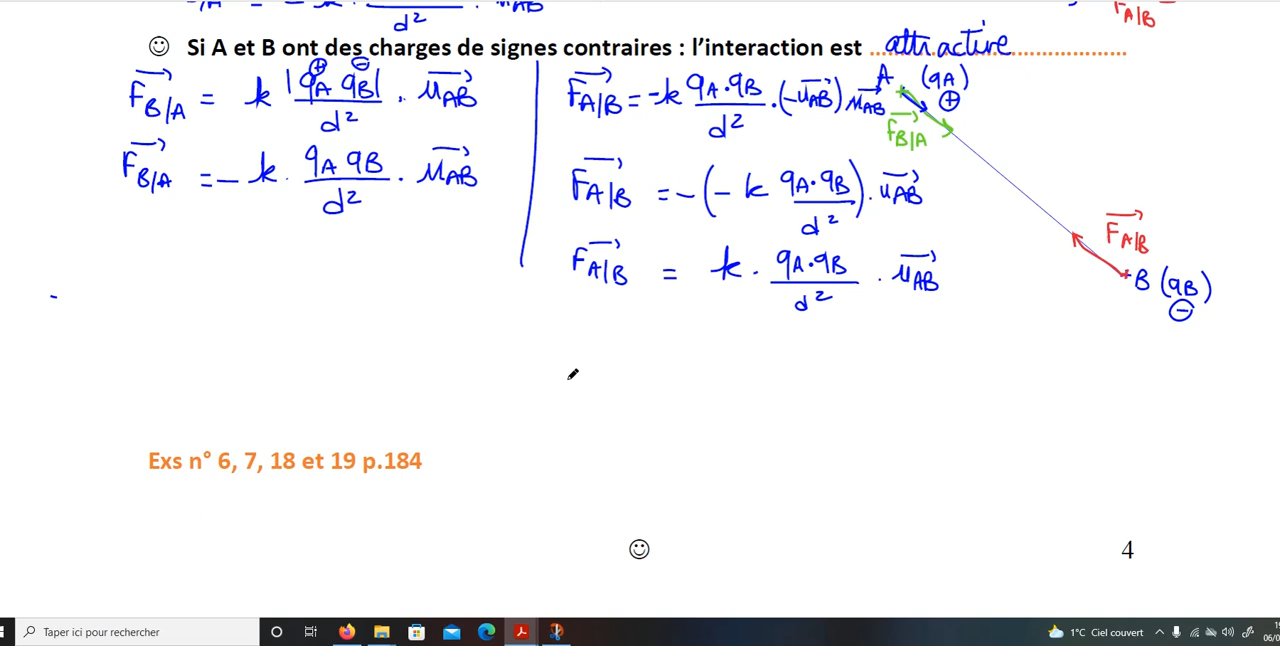 d²
F A/B
☺ Si A et B ont des charges de signes contraires : l'interaction est ... attractive ...
F⃗ B/A = k |qA qB| / d² . u⃗AB
⊕ ⊖
F⃗ B/A = - k . qA qB / d² . u⃗AB
F⃗ A/B = -k qA . qB / d² . (-u⃗AB)
F⃗ A/B = -(- k qA . qB / d²) . u⃗AB
F⃗ A/B = k . qA . qB / d² . u⃗AB
A (qA)
⊕
u⃗AB
F⃗ B/A
F⃗ A/B
B (qB)
⊖
Exs n° 6, 7, 18 et 19 p.184
☺ 4
Taper ici pour rechercher
1°C Ciel couvert